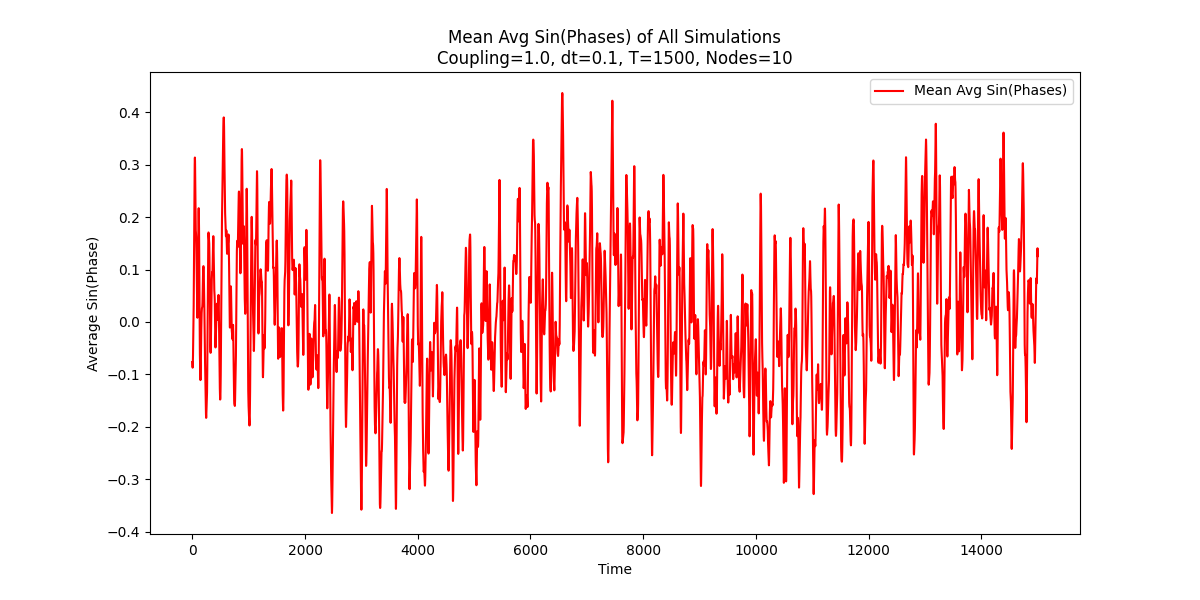 Mean Avg Sin(Phases) of All Simulations
Coupling=1.0, dt=0.1, T=1500, Nodes=10
Mean Avg Sin(Phases)
Average Sin(Phase)
0.4
0.3
0.2
0.1
0.0
−0.1
−0.2
−0.3
−0.4
0 2000 4000 6000 8000 10000 12000 14000
Time